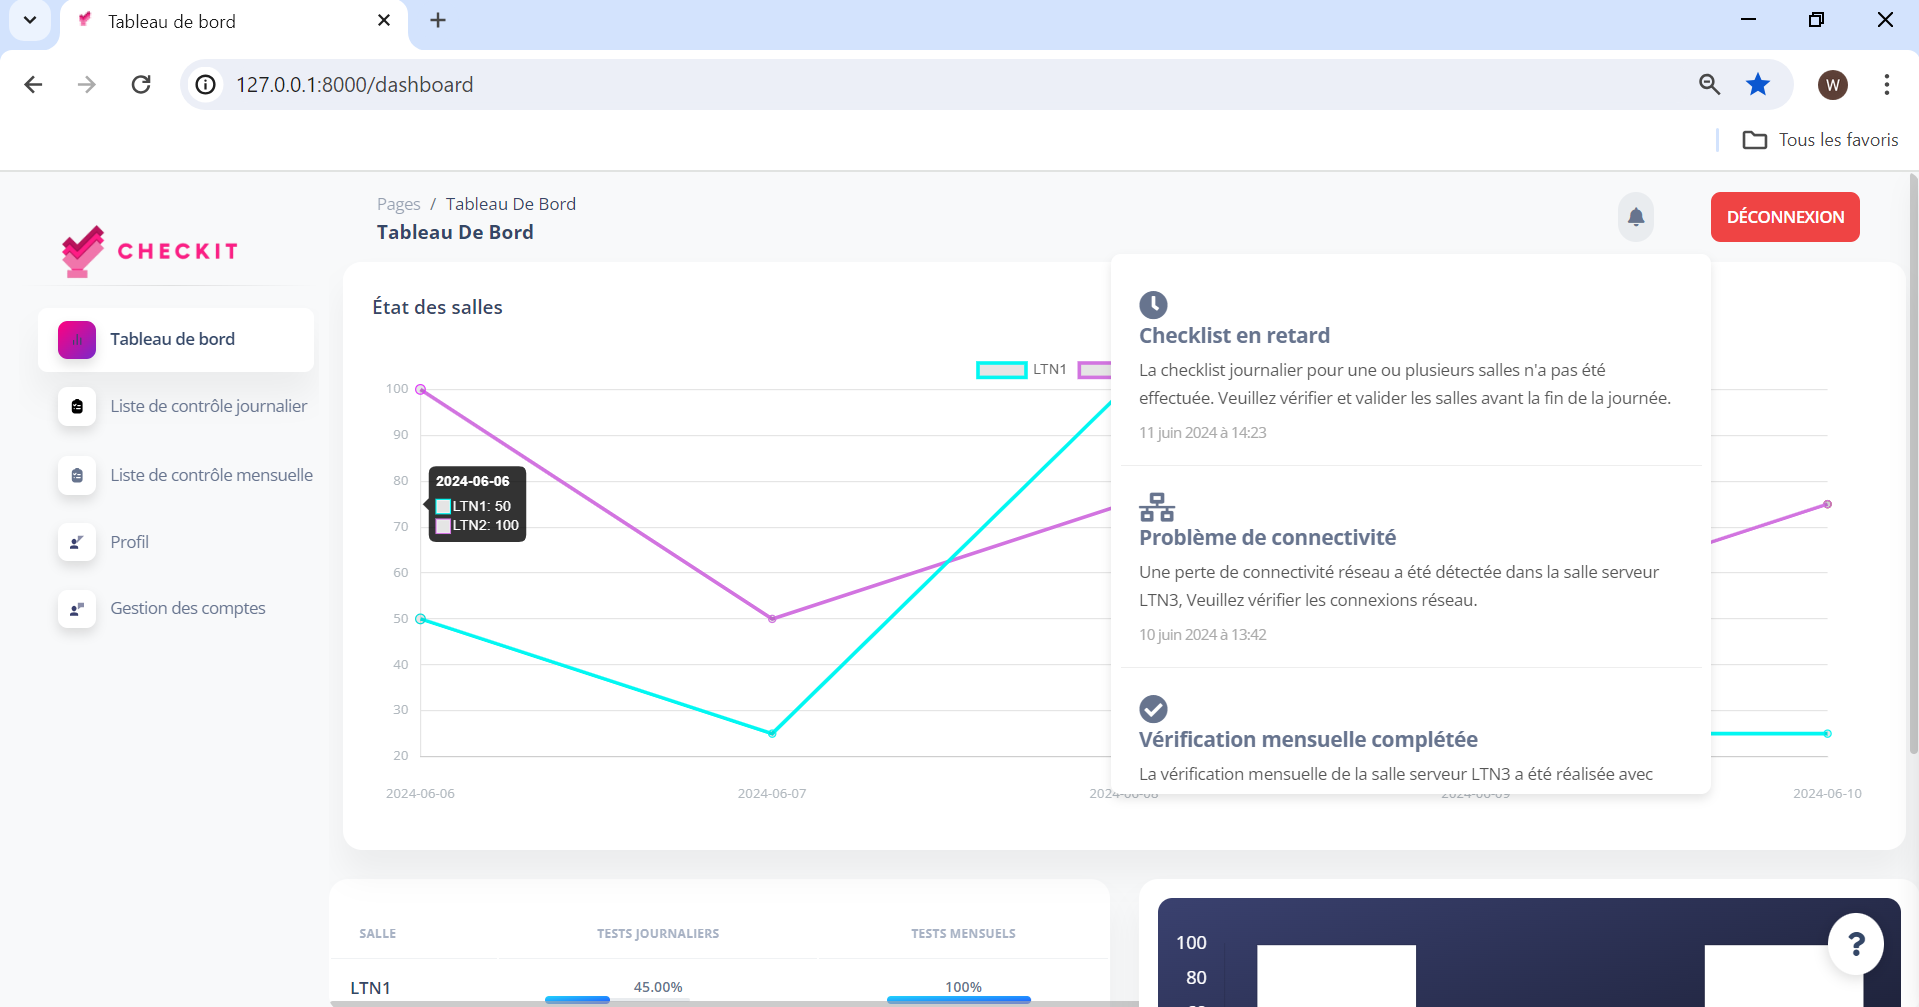 Tableau de bord
127.0.0.1:8000/dashboard
W
Tous les favoris
CHECKIT
Tableau de bord
Liste de contrôle journalier
Liste de contrôle mensuelle
Profil
Gestion des comptes
Pages / Tableau De Bord
Tableau De Bord
DÉCONNEXION
État des salles
LTN1
100
90
80
70
60
50
40
30
20
2024-06-06
LTN1: 50
LTN2: 100
2024-06-06
2024-06-07
2024-06-08
2024-06-09
2024-06-10
Checklist en retard
La checklist journalier pour une ou plusieurs salles n'a pas été
effectuée. Veuillez vérifier et valider les salles avant la fin de la journée.
11 juin 2024 à 14:23
Problème de connectivité
Une perte de connectivité réseau a été détectée dans la salle serveur
LTN3, Veuillez vérifier les connexions réseau.
10 juin 2024 à 13:42
Vérification mensuelle complétée
La vérification mensuelle de la salle serveur LTN3 a été réalisée avec
SALLE TESTS JOURNALIERS TESTS MENSUELS
LTN1 45.00% 100%
100
80
?